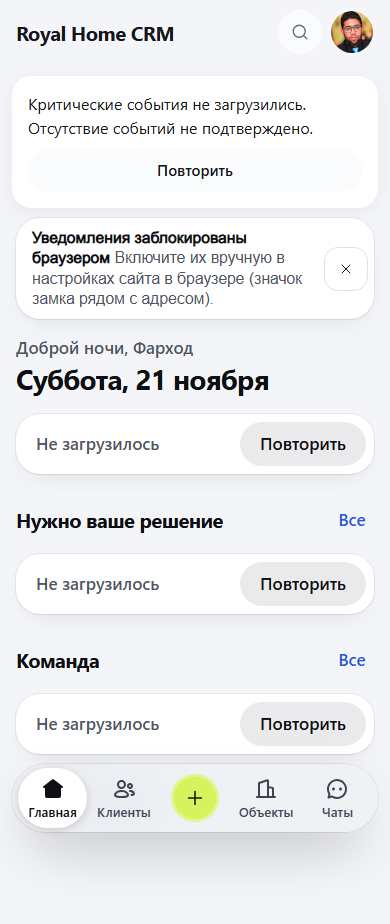 Royal Home CRM
Критические события не загрузились.
Отсутствие событий не подтверждено.
Повторить
Уведомления заблокированы
браузером Включите их вручную в
настройках сайта в браузере (значок
замка рядом с адресом).
Доброй ночи, Фарход
Суббота, 21 ноября
Не загрузилось
Повторить
Нужно ваше решение
Все
Не загрузилось
Повторить
Команда
Все
Не загрузилось
Повторить
Главная
Клиенты
Объекты
Чаты